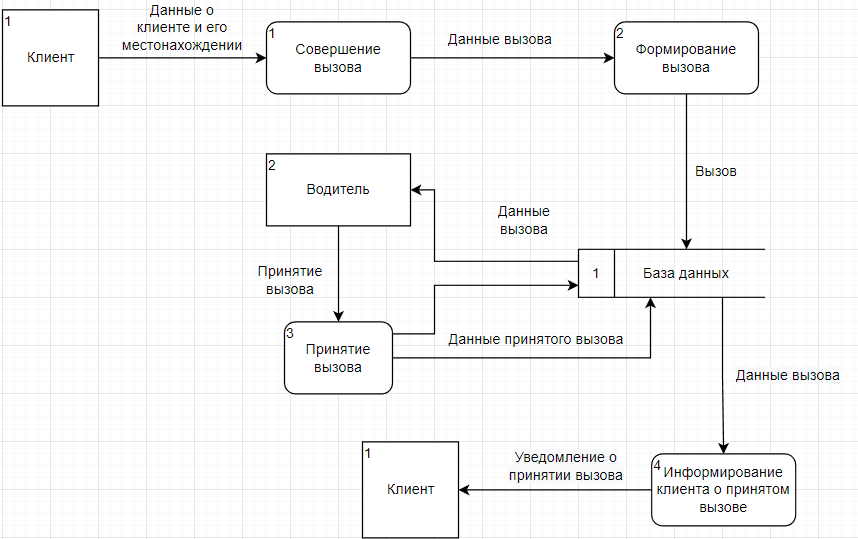 1
Клиент
Данные о
клиенте и его
местонахождении
1
Совершение
вызова
Данные вызова
2
Формирование
вызова
Вызов
2
Водитель
Данные
вызова
1
База данных
Принятие
вызова
3
Принятие
вызова
Данные принятого вызова
Данные вызова
1
Клиент
Уведомление о
принятии вызова
4
Информирование
клиента о принятом
вызове